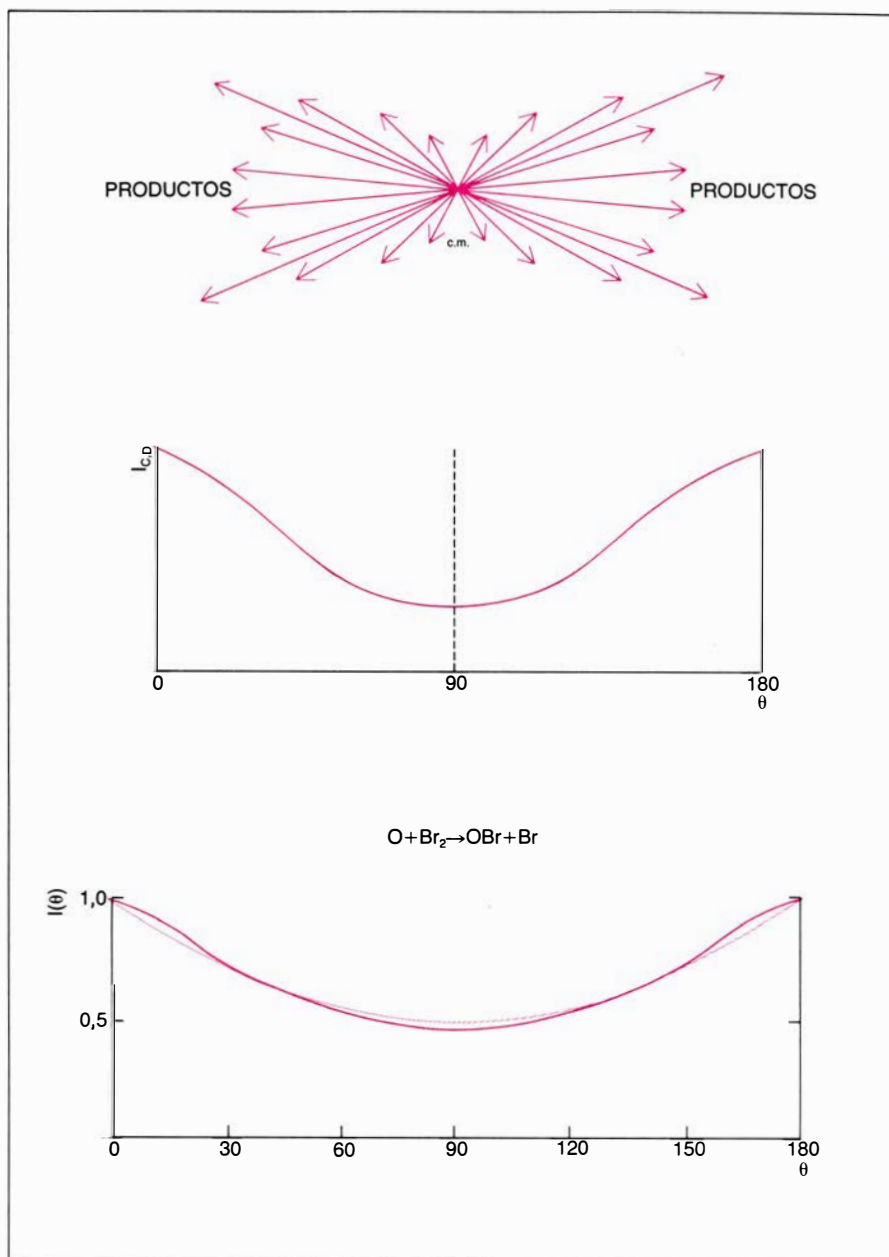 PRODUCTOS PRODUCTOS
c.m.
I_C,D
0 90 180
θ
O+Br₂→OBr+Br
I(θ)
1,0
0,5
0 30 60 90 120 150 180
θ